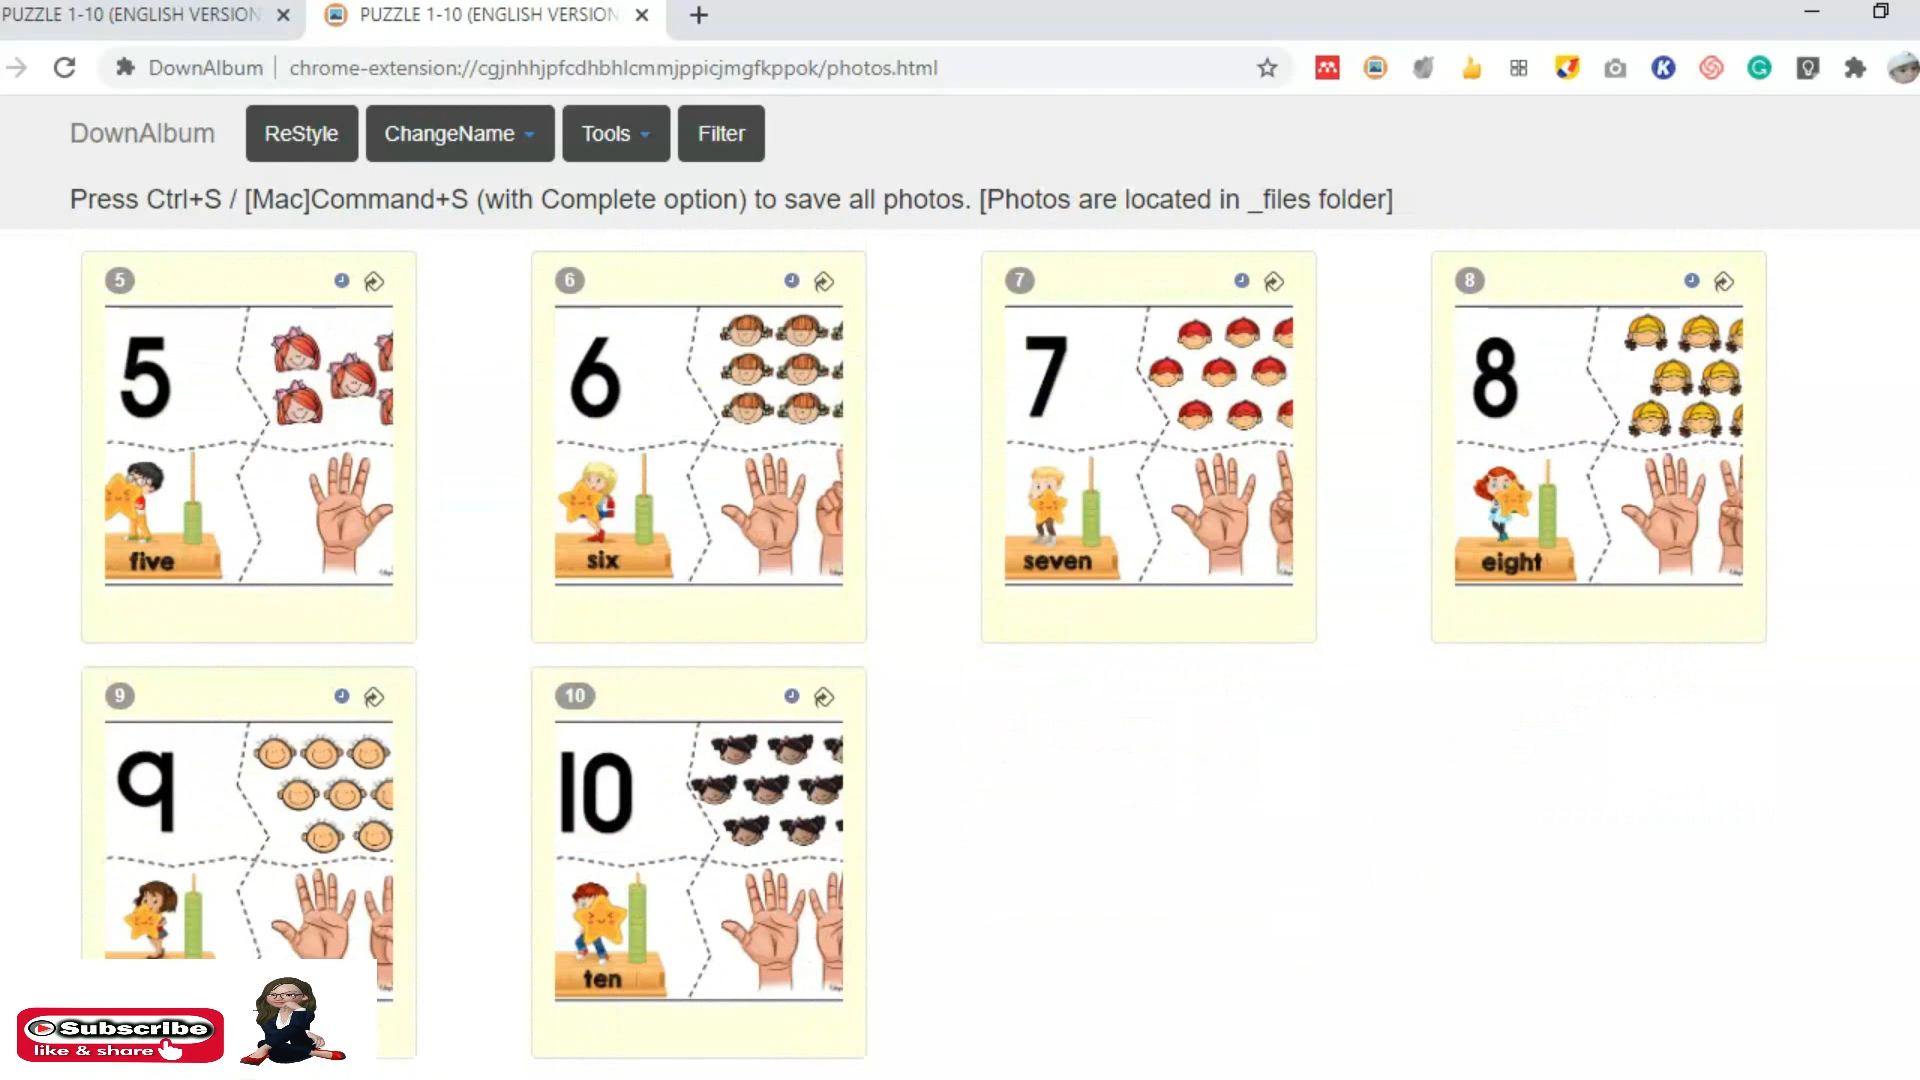 PUZZLE 1-10 (ENGLISH VERSION
PUZZLE 1-10 (ENGLISH VERSION
DownAlbum
chrome-extension://cgjnhhjpfcdhbhlcmmjppicjmgfkppok/photos.html
DownAlbum
ReStyle
ChangeName
Tools
Filter
Press Ctrl+S / [Mac]Command+S (with Complete option) to save all photos. [Photos are located in _files folder]
5
5
five
6
6
six
7
7
seven
8
8
eight
9
9
10
10
ten
Subscribe
like & share